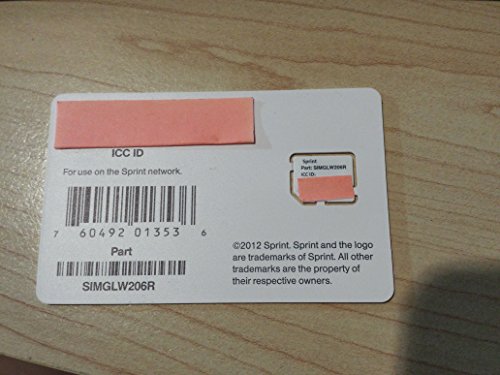 ICC ID
For use on the Sprint network.
7 60492 01353 6
Part
SIMGLW206R
Sprint
Part: SIMGLW206R
ICC ID:
©2012 Sprint. Sprint and the logo
are trademarks of Sprint. All other
trademarks are the property of
their respective owners.